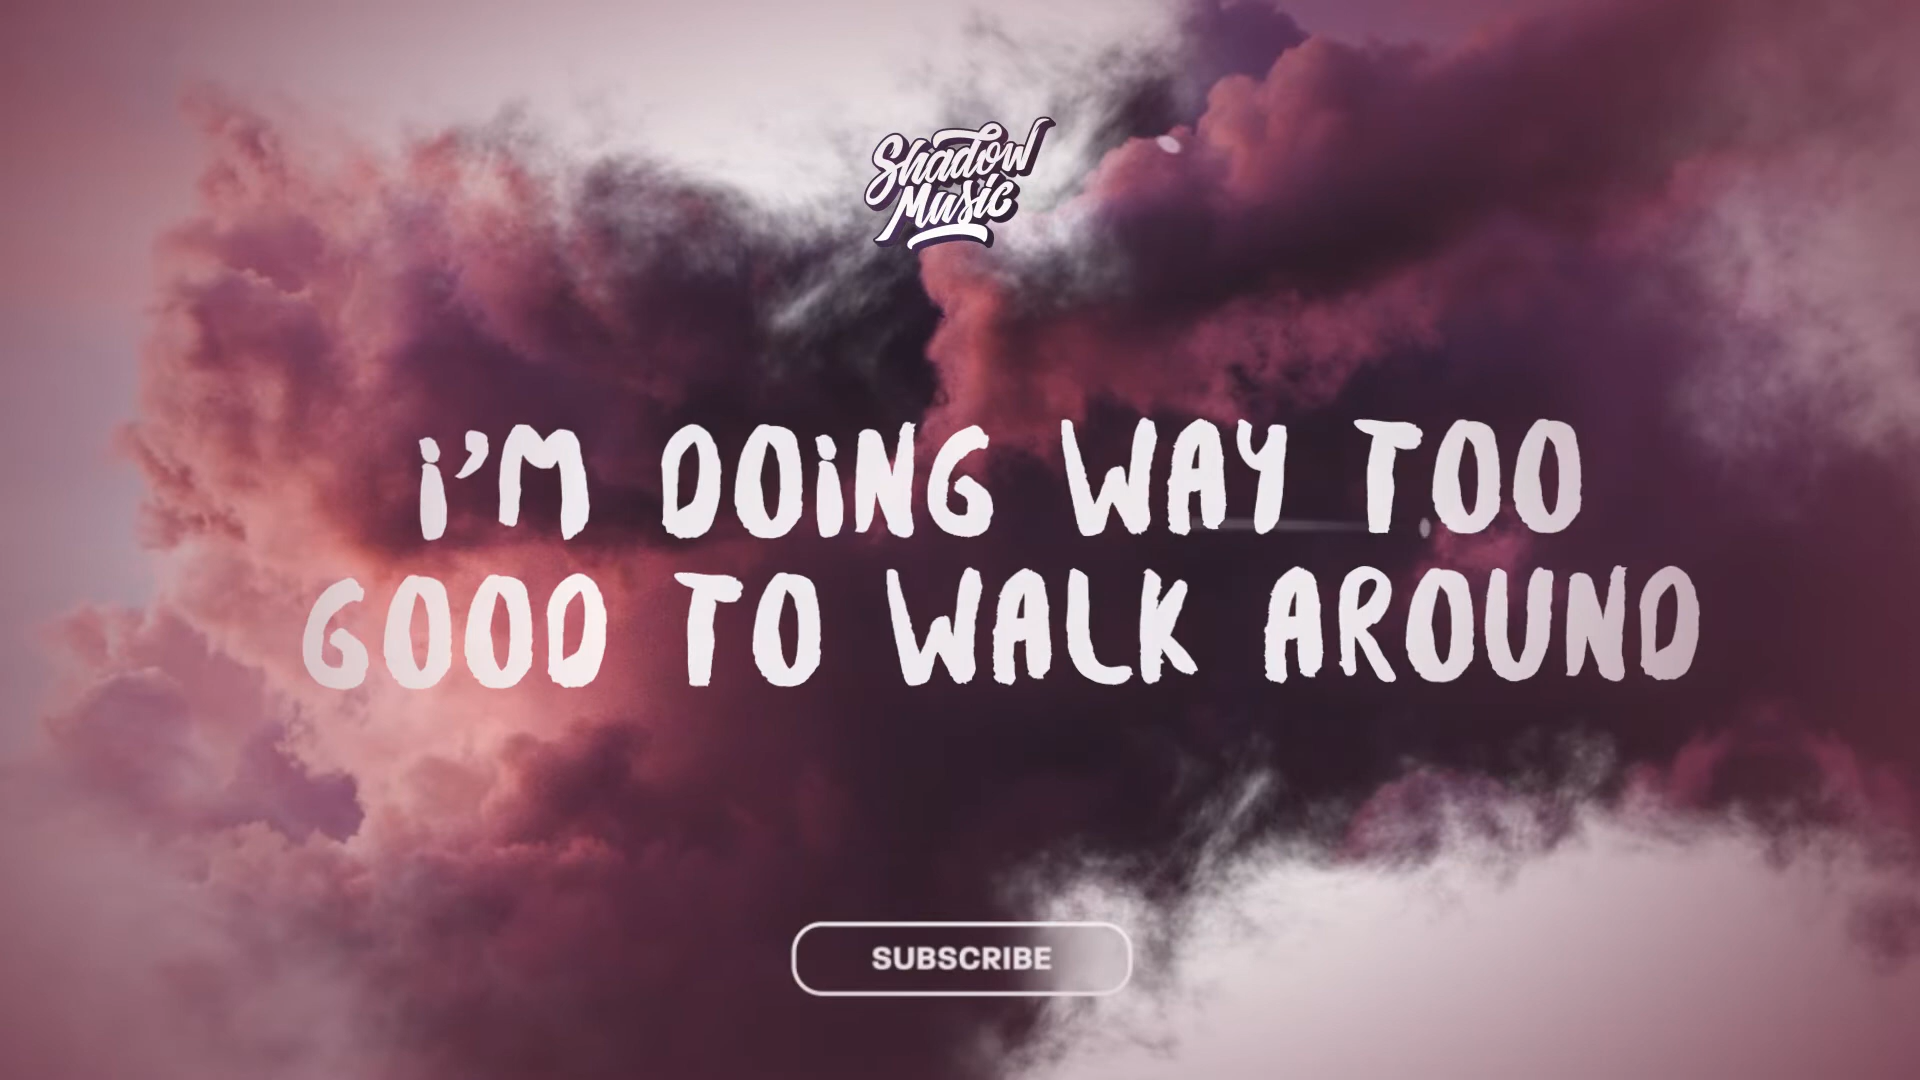 Shadow
Music
i'M DOiNG WAY TOO
GOOD TO WALK AROUND
SUBSCRIBE